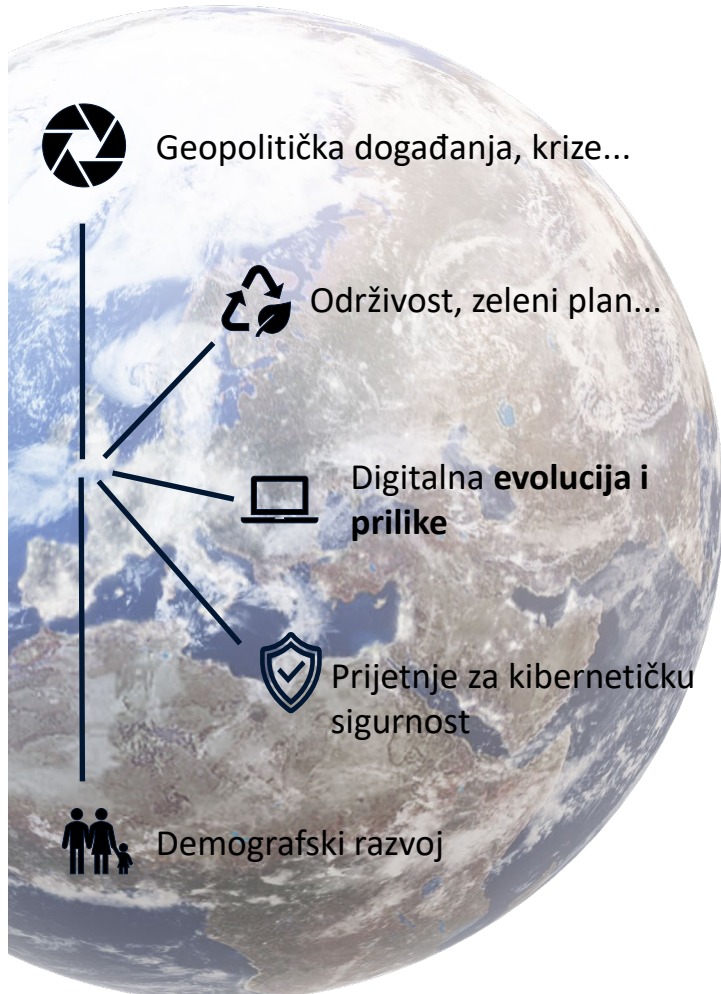 Geopolitička događanja, krize...
Održivost, zeleni plan...
Digitalna evolucija i
prilike
Prijetnje za kibernetičku
sigurnost
Demografski razvoj